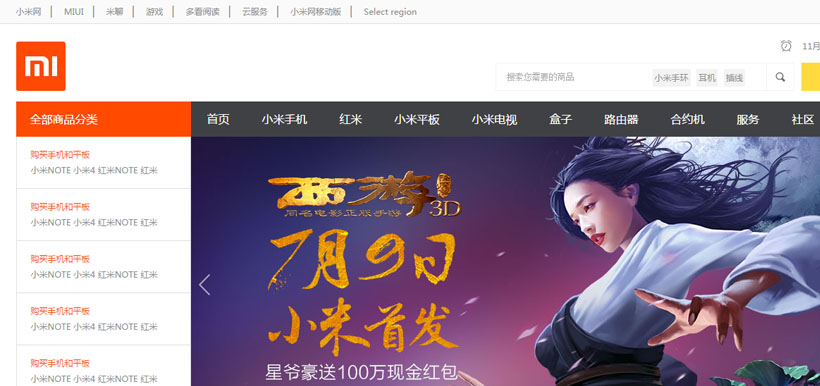 小米网 | MIUI | 米聊 | 游戏 | 多看阅读 | 云服务 | 小米网移动版 | Select region
11月
搜索您需要的商品 小米手环 耳机 插线
全部商品分类 首页 小米手机 红米 小米平板 小米电视 盒子 路由器 合约机 服务 社区
购买手机和平板
小米NOTE 小米4 红米NOTE 红米
购买手机和平板
小米NOTE 小米4 红米NOTE 红米
购买手机和平板
小米NOTE 小米4 红米NOTE 红米
购买手机和平板
小米NOTE 小米4 红米NOTE 红米
购买手机和平板
小米NOTE 小米4 红米NOTE 红米
西游 3D
同名电影正版手游
7月9日
小米首发
星爷豪送100万现金红包